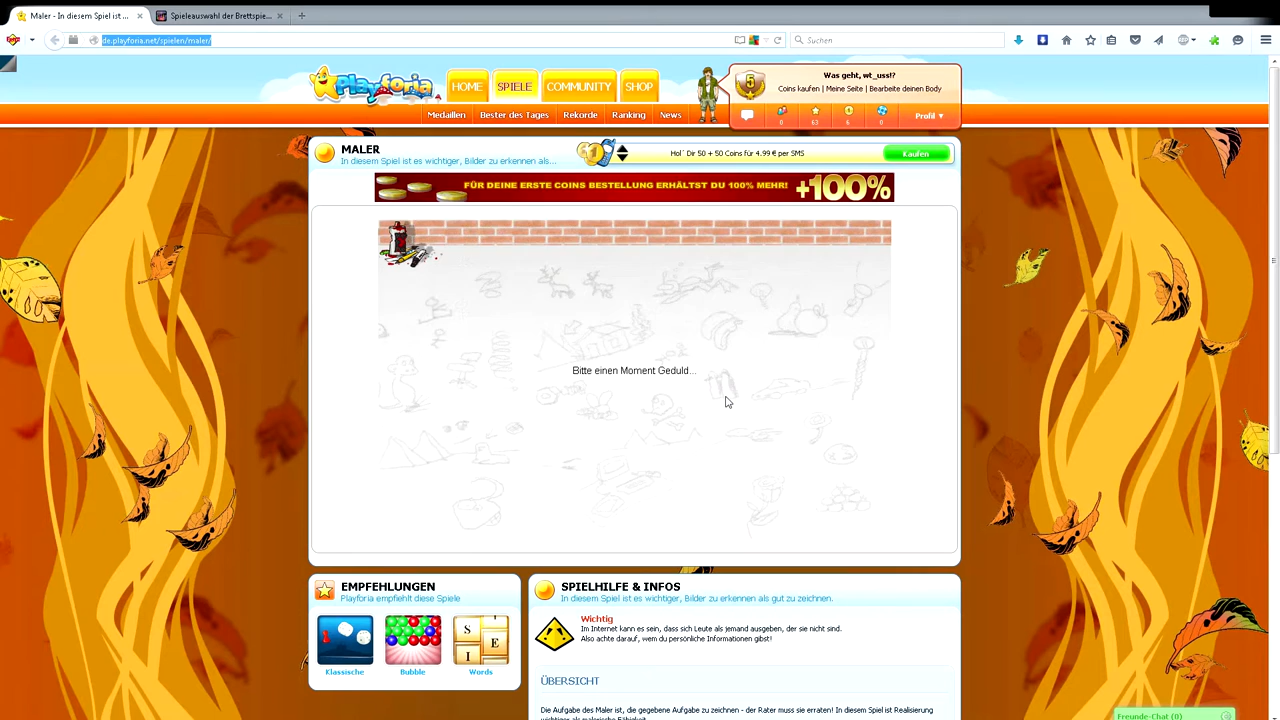 Maler - In diesem Spiel ist ... Spieleauswahl der Brettspie...
de.playforia.net/spielen/maler/ Suchen
Playforia HOME SPIELE COMMUNITY SHOP
5 Was geht, wt_uss!?
Coins kaufen | Meine Seite | Bearbeite deinen Body
0 63 6 0 Profil ▼
Medaillen Bester des Tages Rekorde Ranking News
MALER
In diesem Spiel ist es wichtiger, Bilder zu erkennen als...
Hol´ Dir 50 + 50 Coins für 4.99 € per SMS Kaufen
FÜR DEINE ERSTE COINS BESTELLUNG ERHÄLTST DU 100% MEHR! +100%
Bitte einen Moment Geduld...
EMPFEHLUNGEN
Playforia empfiehlt diese Spiele
Klassische Bubble Words
S E I
SPIELHILFE & INFOS
In diesem Spiel ist es wichtiger, Bilder zu erkennen als gut zu zeichnen.
Wichtig
Im Internet kann es sein, dass sich Leute als jemand ausgeben, der sie nicht sind.
Also achte darauf, wem du persönliche Informationen gibst!
ÜBERSICHT
Die Aufgabe des Maler ist, die gegebene Aufgabe zu zeichnen - der Rater muss sie erraten! In diesem Spiel ist Realisierung
wichtiger als malerische Fähigkeit.
Freunde-Chat (0)